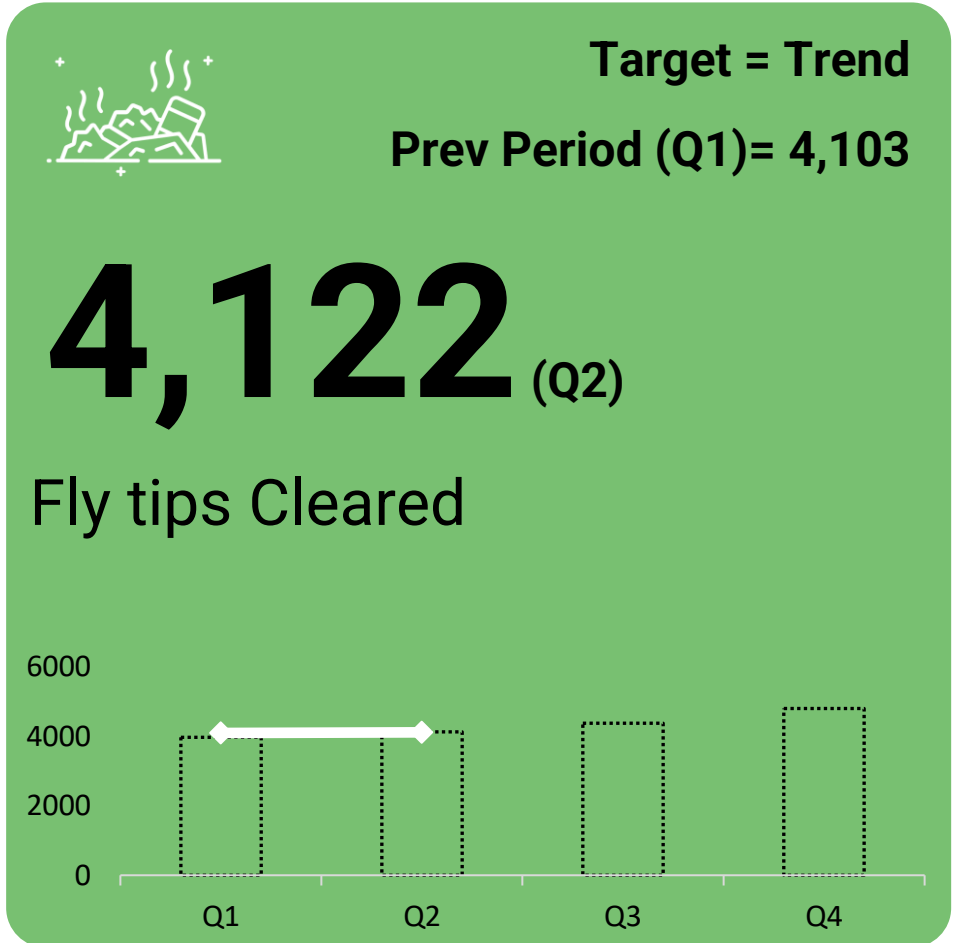 Target = Trend
Prev Period (Q1)= 4,103
4,122 (Q2)
Fly tips Cleared
6000
4000
2000
0
Q1 Q2 Q3 Q4